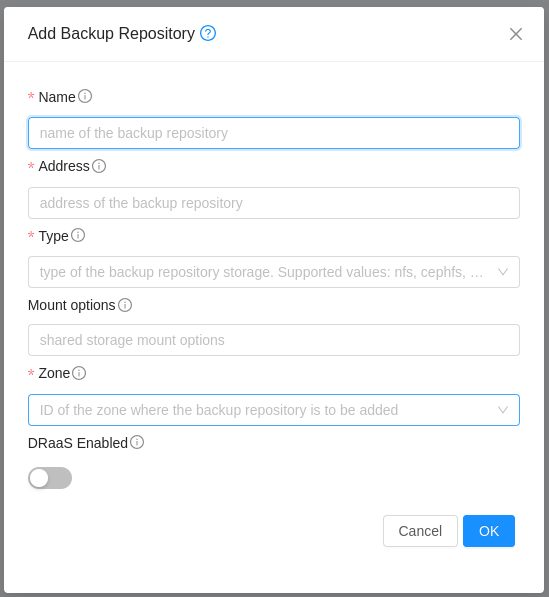 Add Backup Repository
* Name
name of the backup repository
* Address
address of the backup repository
* Type
type of the backup repository storage. Supported values: nfs, cephfs, ...
Mount options
shared storage mount options
* Zone
ID of the zone where the backup repository is to be added
DRaaS Enabled
Cancel OK